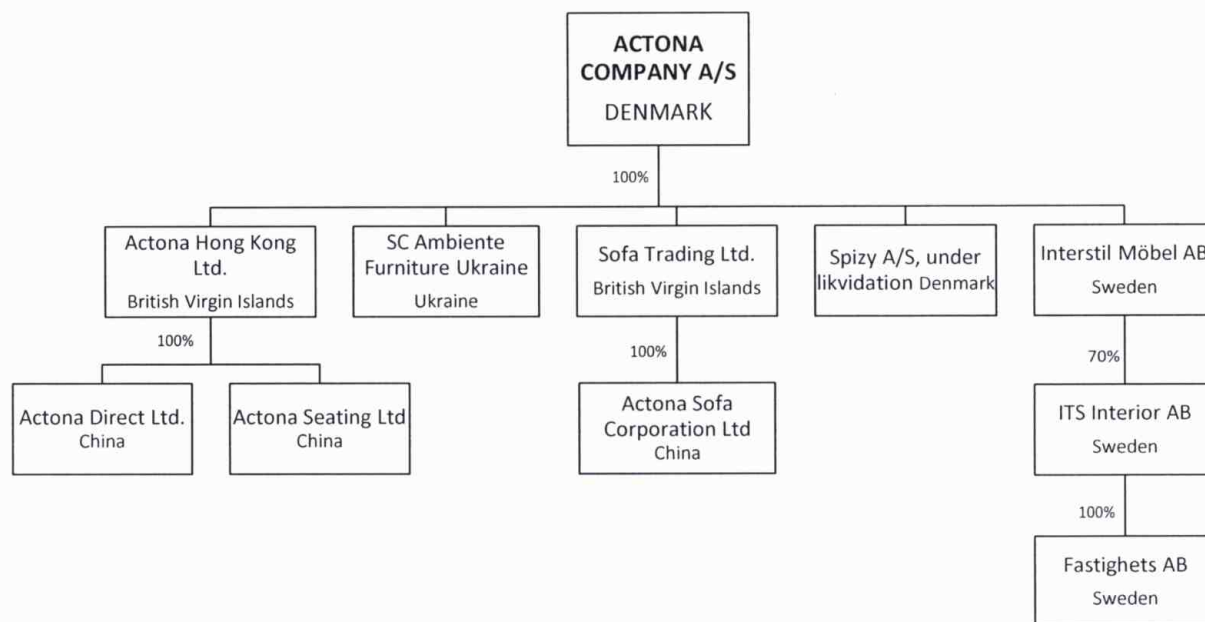 ACTONA
COMPANY A/S
DENMARK
100%
Actona Hong Kong
Ltd.
British Virgin Islands
SC Ambiente
Furniture Ukraine
Ukraine
Sofa Trading Ltd.
British Virgin Islands
Spizy A/S, under
likvidation Denmark
Interstil Möbel AB
Sweden
100%
100%
70%
Actona Direct Ltd.
China
Actona Seating Ltd
China
Actona Sofa
Corporation Ltd
China
ITS Interior AB
Sweden
100%
Fastighets AB
Sweden